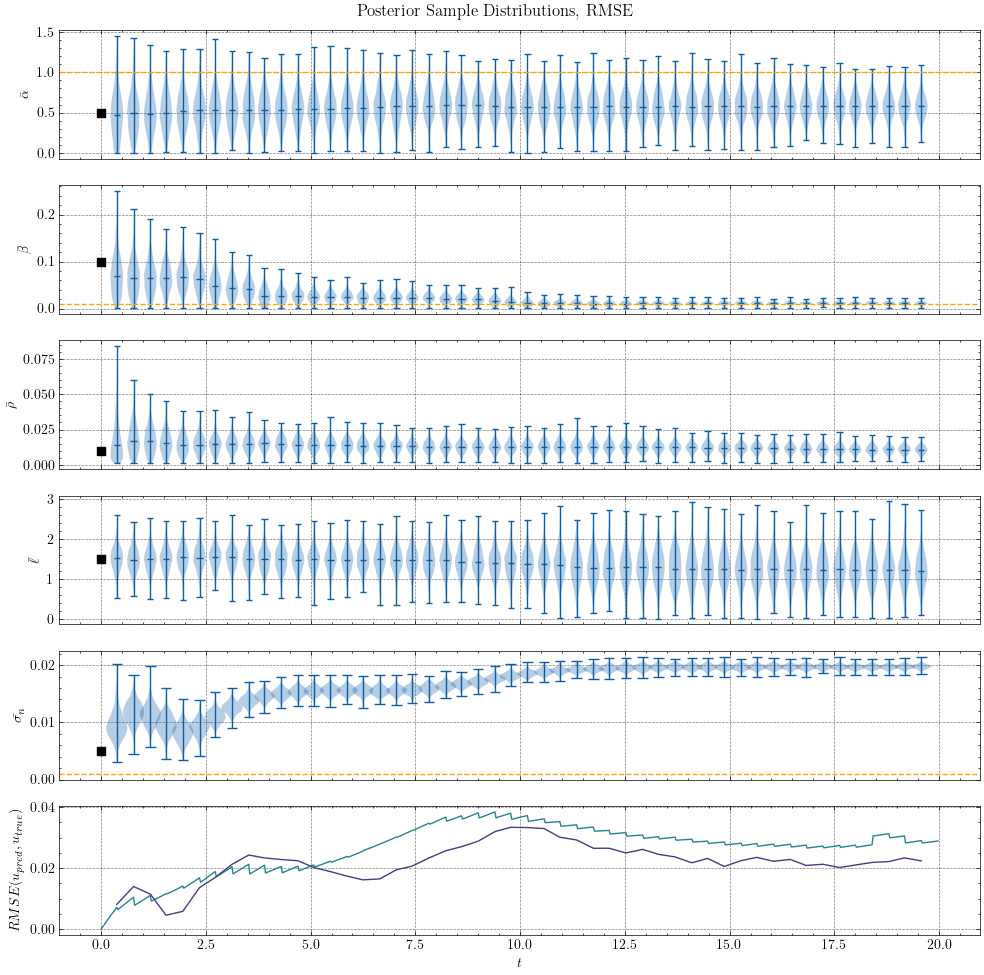 Posterior Sample Distributions, RMSE
1.5
1.0
0.5
0.0
ᾱ
0.2
0.1
0.0
β̄
0.075
0.050
0.025
0.000
ρ̄
3
2
1
0
ℓ̄
0.02
0.01
0.00
σ̄ₙ
0.04
0.02
0.00
RMSE(u_pred, u_true)
0.0 2.5 5.0 7.5 10.0 12.5 15.0 17.5 20.0
t